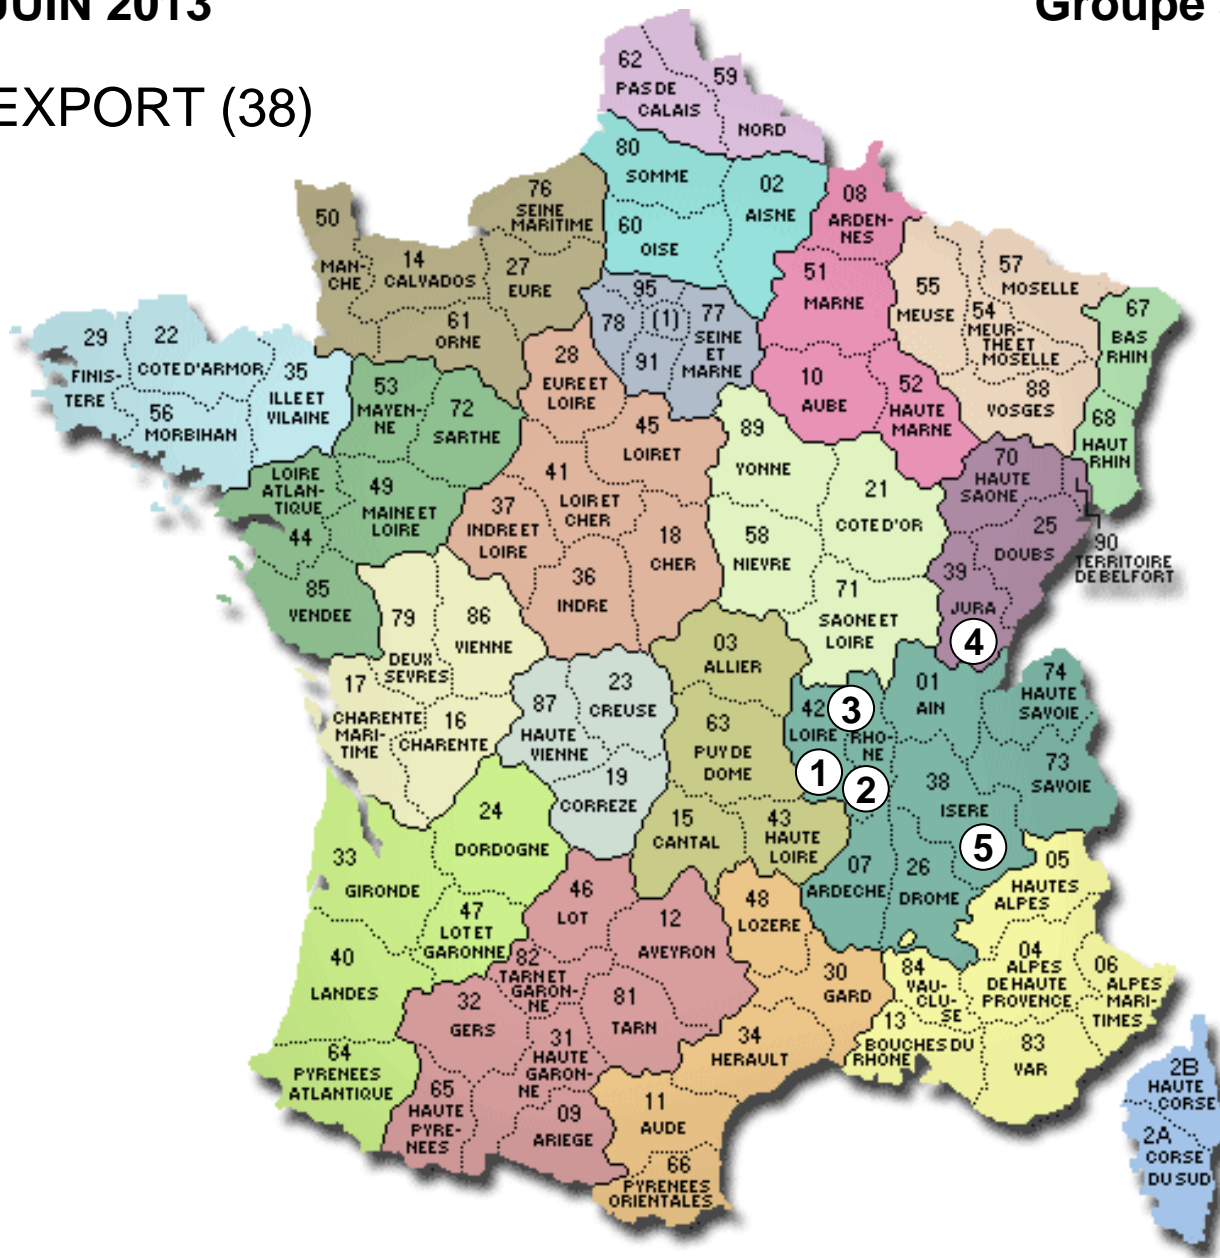 JUIN 2013
Groupe
EXPORT (38)
62
PAS DE
CALAIS
59
NORD
80
SOMME
02
AISNE
60
OISE
76
SEINE
MARITIME
50
MAN-
CHE
14
CALVADOS
27
EURE
61
ORNE
08
ARDEN-
NES
51
MARNE
10
AUBE
52
HAUTE
MARNE
55
MEUSE
54
MEUR-
THE ET
MOSELLE
57
MOSELLE
88
VOSGES
67
BAS
RHIN
68
HAUT
RHIN
95
78
(1)
77
SEINE
ET
MARNE
91
29
FINIS-
TERE
22
COTE D'ARMOR
35
ILLE ET
VILAINE
56
MORBIHAN
53
MAYEN-
NE
72
SARTHE
LOIRE
ATLAN-
TIQUE
44
49
MAINE ET
LOIRE
85
VENDEE
28
EURE ET
LOIRE
45
LOIRET
41
LOIR ET
CHER
37
INDRE ET
LOIRE
18
CHER
36
INDRE
89
YONNE
21
COTE D'OR
58
NIEVRE
71
SAONE ET
LOIRE
70
HAUTE
SAONE
25
DOUBS
39
JURA
4
90
TERRITOIRE
DE BELFORT
79
DEUX
SEVRES
86
VIENNE
17
CHARENTE
MARI-
TIME
16
CHARENTE
87
HAUTE
VIENNE
23
CREUSE
19
CORREZE
03
ALLIER
63
PUY DE
DOME
15
CANTAL
43
HAUTE
LOIRE
42
LOIRE
3
RHO-
NE
1
2
01
AIN
74
HAUTE
SAVOIE
73
SAVOIE
38
ISERE
5
07
ARDECHE
26
DROME
24
DORDOGNE
33
GIRONDE
47
LOT ET
GARONNE
40
LANDES
64
PYRENEES
ATLANTIQUE
46
LOT
12
AVEYRON
82
TARN ET
GARON-
NE
32
GERS
81
TARN
31
HAUTE
GARON-
NE
65
HAUTE
PYRE-
NEES
09
ARIEGE
48
LOZERE
30
GARD
34
HERAULT
11
AUDE
66
PYRENEES
ORIENTALES
05
HAUTES
ALPES
04
ALPES
DE HAUTE
PROVENCE
06
ALPES
MARI-
TIMES
84
VAU-
CLU-
SE
13
BOUCHES DU
RHONE
83
VAR
2B
HAUTE
CORSE
2A
CORSE
DU SUD